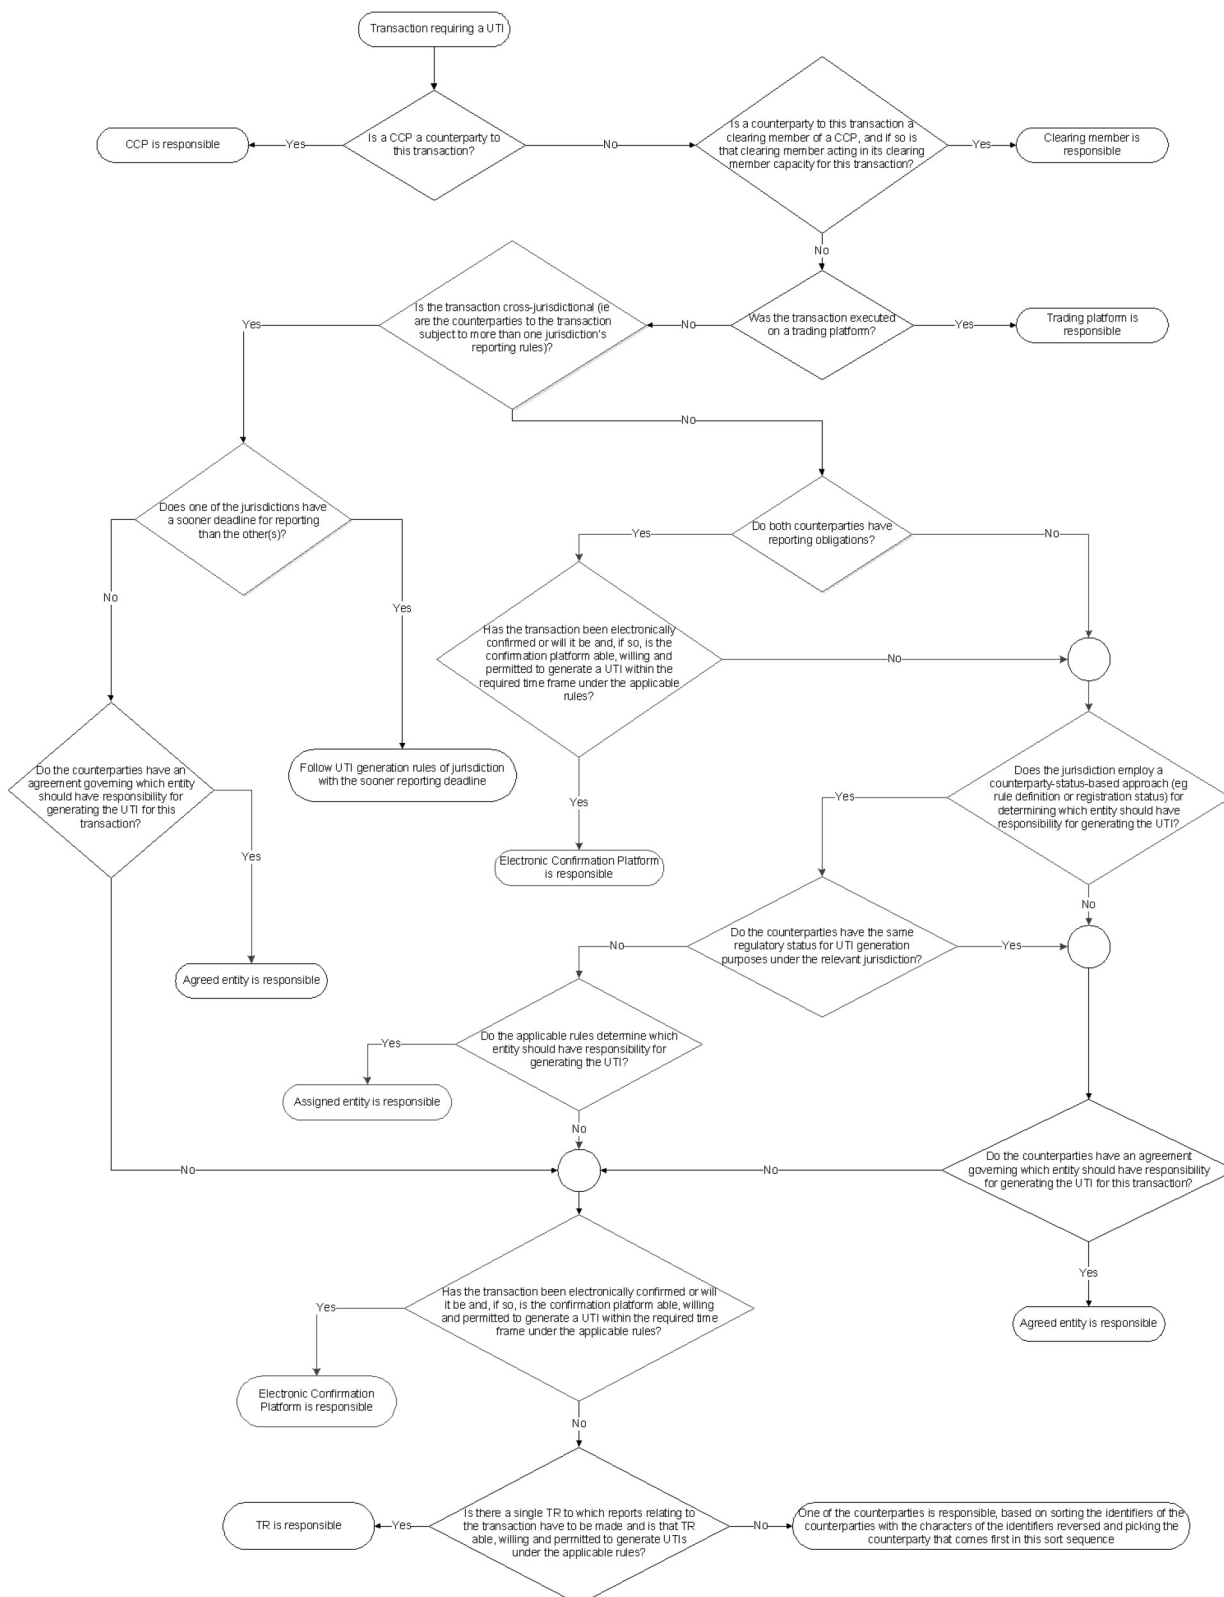 Transaction requiring a UTI
Is a CCP a counterparty to
this transaction?
Yes
CCP is responsible
No
Is a counterparty to this transaction a
clearing member of a CCP, and if so is
that clearing member acting in its clearing
member capacity for this transaction?
Yes
Clearing member is
responsible
No
Was the transaction executed
on a trading platform?
Yes
Trading platform is
responsible
No
Is the transaction cross-jurisdictional (ie
are the counterparties to the transaction
subject to more than one jurisdiction's
reporting rules)?
Yes
No
Does one of the jurisdictions have
a sooner deadline for reporting
than the other(s)?
No
Yes
Follow UTI generation rules of jurisdiction
with the sooner reporting deadline
Do both counterparties have
reporting obligations?
Yes
No
Has the transaction been electronically
confirmed or will it be and, if so, is the
confirmation platform able, willing and
permitted to generate a UTI within the
required time frame under the applicable
rules?
No
Yes
Electronic Confirmation Platform
is responsible
Do the counterparties have an
agreement governing which entity
should have responsibility for
generating the UTI for this
transaction?
Yes
Agreed entity is responsible
No
Does the jurisdiction employ a
counterparty-status-based approach (eg
rule definition or registration status) for
determining which entity should have
responsibility for generating the UTI?
Yes
No
Do the counterparties have the same
regulatory status for UTI generation
purposes under the relevant jurisdiction?
No
Yes
Do the applicable rules determine which
entity should have responsibility for
generating the UTI?
Yes
Assigned entity is responsible
No
Do the counterparties have an agreement
governing which entity should have responsibility
for generating the UTI for this transaction?
No
Yes
Agreed entity is responsible
Has the transaction been electronically confirmed or will
it be and, if so, is the confirmation platform able, willing
and permitted to generate a UTI within the required time
frame under the applicable rules?
Yes
Electronic Confirmation
Platform is responsible
No
Is there a single TR to which reports relating to
the transaction have to be made and is that TR
able, willing and permitted to generate UTIs
under the applicable rules?
Yes
TR is responsible
No
One of the counterparties is responsible, based on sorting the identifiers of the
counterparties with the characters of the identifiers reversed and picking the
counterparty that comes first in this sort sequence